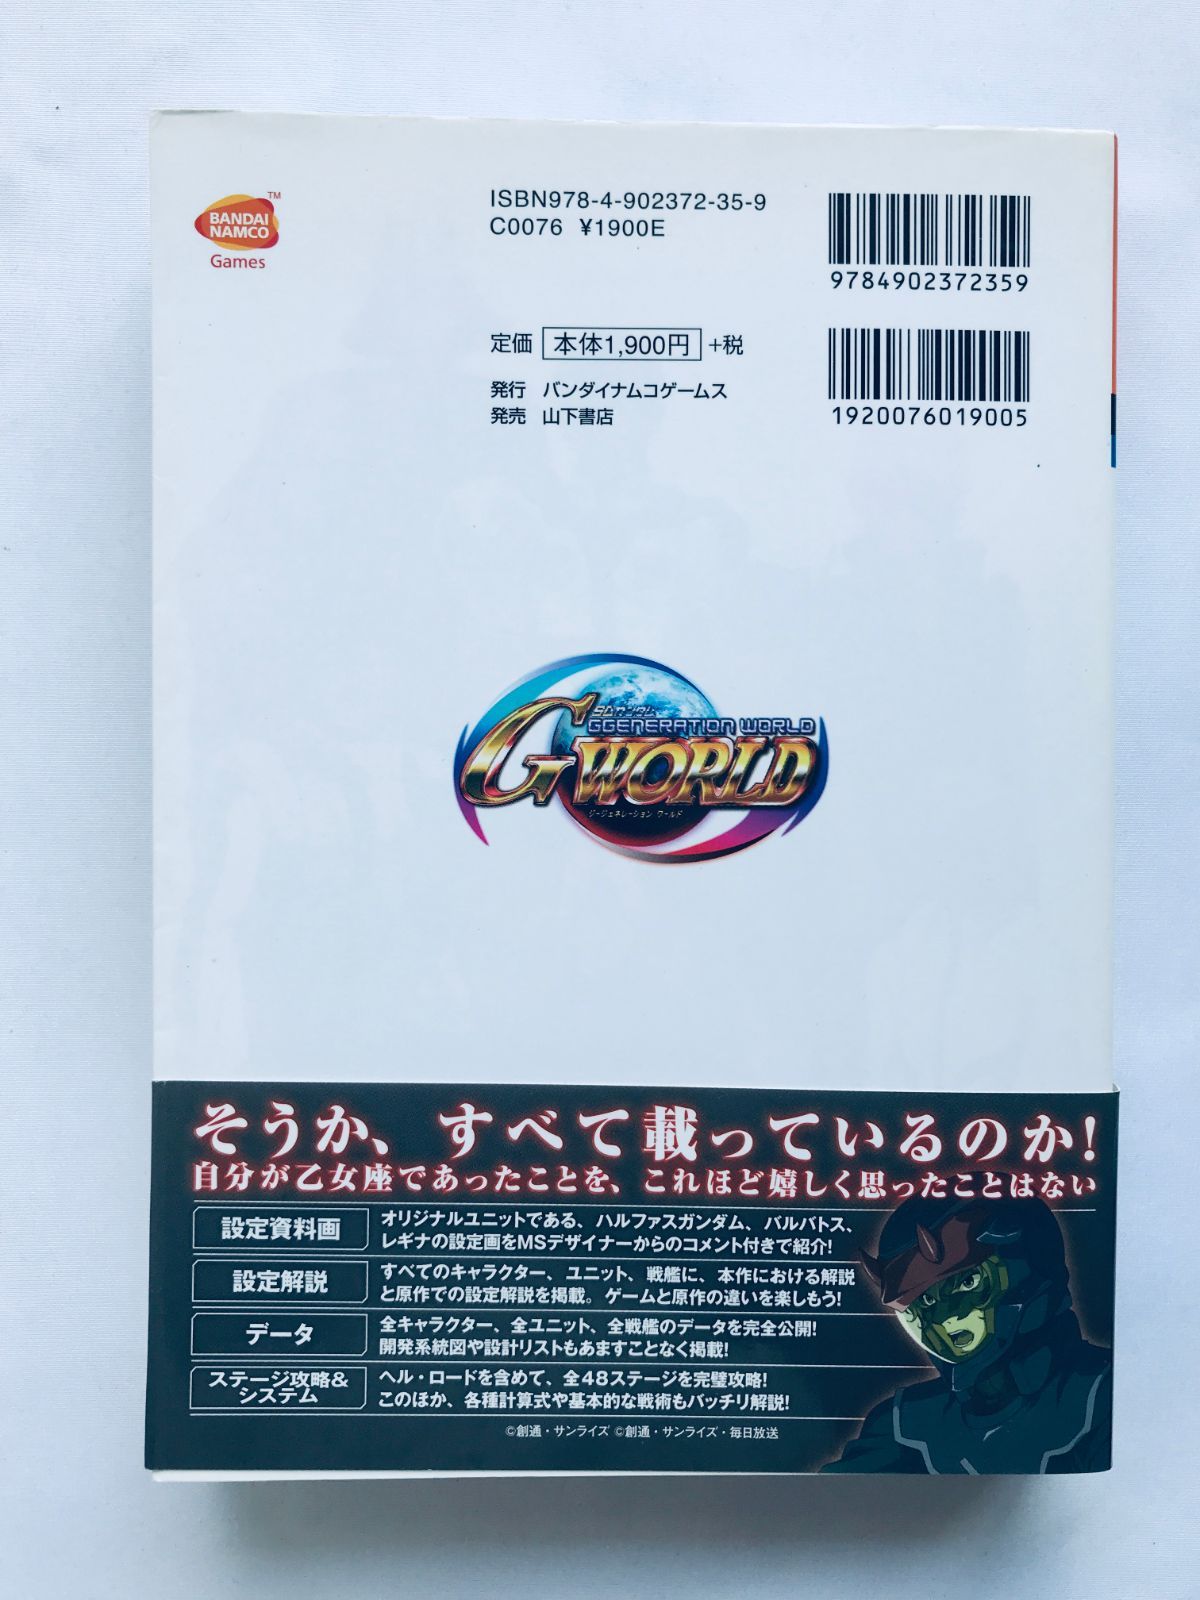 BANDAI
NAMCO
TM
Games
ISBN978-4-902372-35-9
C0076 ¥1900E
9784902372359
定価 本体1,900円 +税
発行 バンダイナムコゲームス
発売 山下書店
1920076019005
SDガンダム
GGENERATION WORLD
G WORLD
ジージェネレーション ワールド
そうか、すべて載っているのか!
自分が乙女座であったことを、これほど嬉しく思ったことはない
設定資料画
オリジナルユニットである、ハルファスガンダム、バルバトス、
レギナの設定画をMSデザイナーからのコメント付きで紹介!
設定解説
すべてのキャラクター、ユニット、戦艦に、本作における解説
と原作での設定解説を掲載。ゲームと原作の違いを楽しもう!
データ
全キャラクター、全ユニット、全戦艦のデータを完全公開!
開発系統図や設計リストもあますことなく掲載!
ステージ攻略&
システム
ヘル・ロードを含めて、全48ステージを完璧攻略!
このほか、各種計算式や基本的な戦術もバッチリ解説!
©創通・サンライズ ©創通・サンライズ・毎日放送